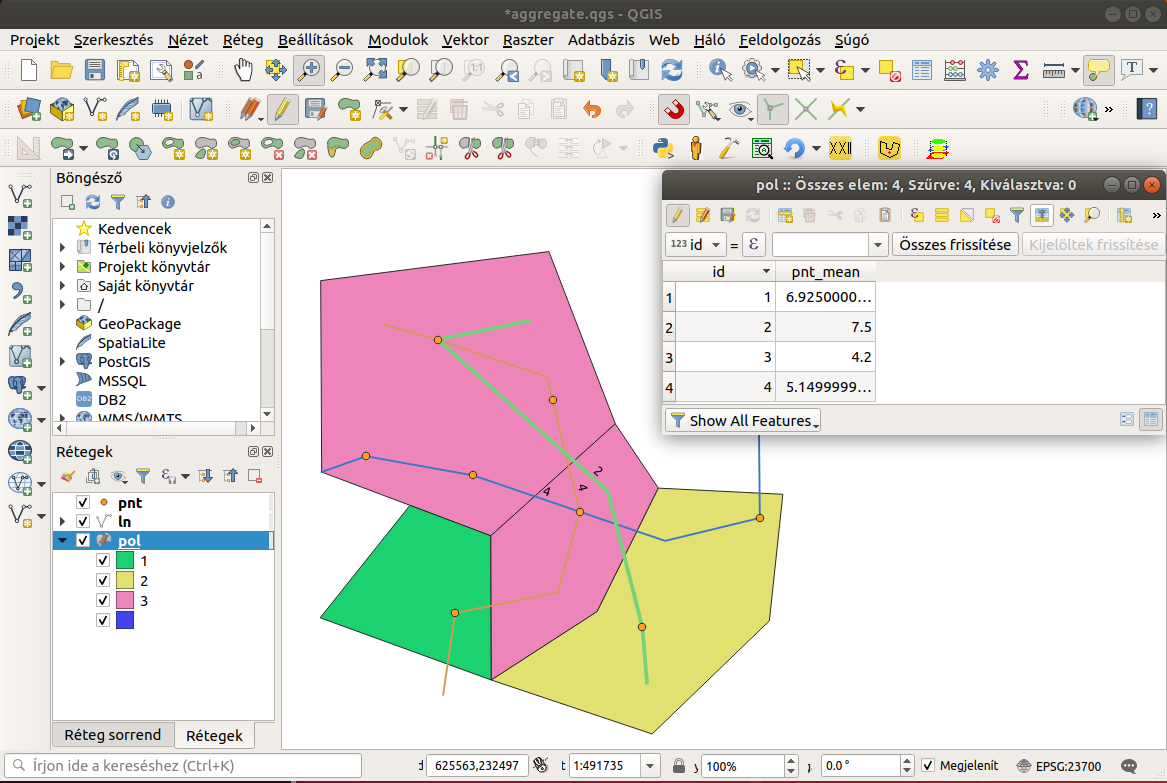 *aggregate.qgs - QGIS
Projekt Szerkesztés Nézet Réteg Beállítások Modulok Vektor Raszter Adatbázis Web Háló Feldolgozás Súgó
1:1
T
»
?
XXII
Böngésző
Kedvencek
Térbeli könyvjelzők
Projekt könyvtár
Saját könyvtár
/
GeoPackage
SpatiaLite
PostGIS
MSSQL
DB2 DB2
WMS/WMTS
Rétegek
pnt
ln
pol
1
2
3
Réteg sorrend Rétegek
pol :: Összes elem: 4, Szűrve: 4, Kiválasztva: 0
»
123 id = ε Összes frissítése Kijelöltek frissítése
id pnt_mean
1 1 6.9250000...
2 2 7.5
3 3 4.2
4 4 5.1499999...
Show All Features
2
4
4
Írjon ide a kereséshez (Ctrl+K) 625563,232497 1:491735 100% 0.0 ° Megjelenít EPSG:23700